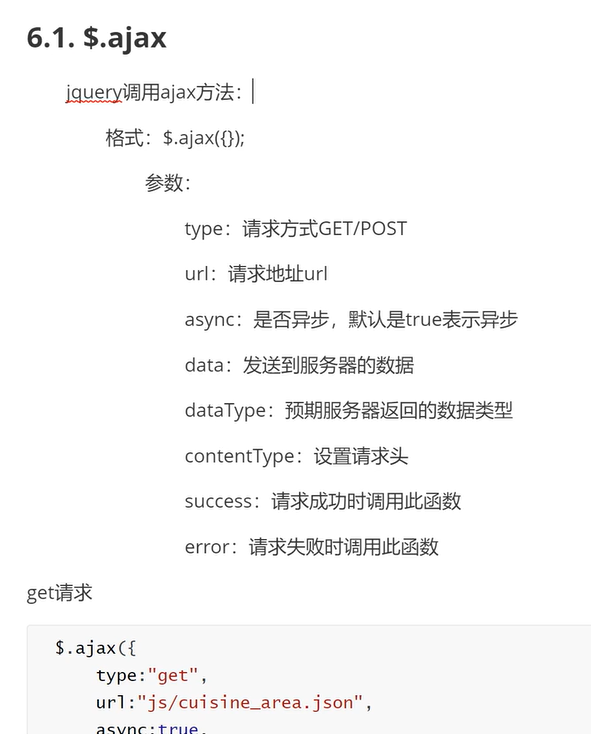 6.1. $.ajax
jquery调用ajax方法：
格式：$.ajax({});
参数：
type：请求方式GET/POST
url：请求地址url
async：是否异步，默认是true表示异步
data：发送到服务器的数据
dataType：预期服务器返回的数据类型
contentType：设置请求头
success：请求成功时调用此函数
error：请求失败时调用此函数
get请求
$.ajax({
type:"get",
url:"js/cuisine_area.json",
async:true,